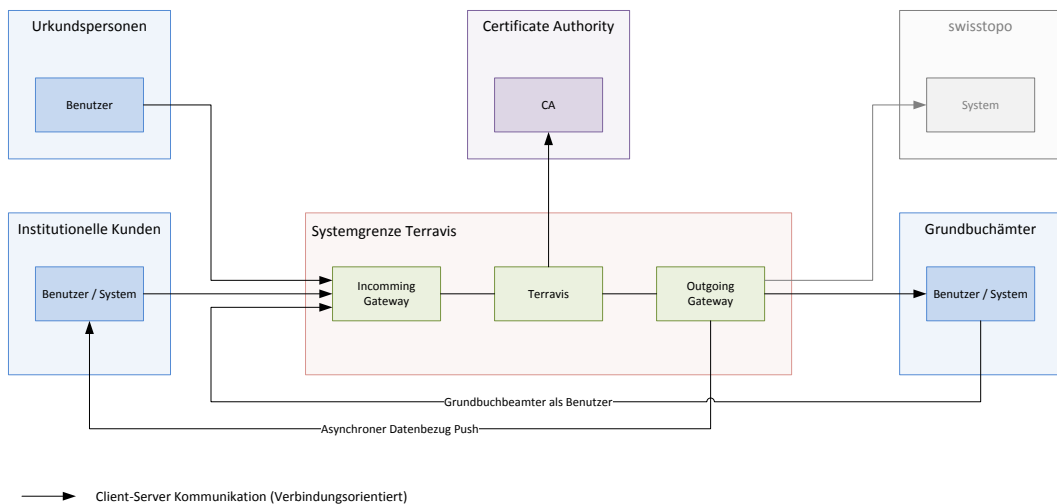 Urkundspersonen
Certificate Authority
swisstopo
Benutzer
CA
System
Institutionelle Kunden
Systemgrenze Terravis
Grundbuchämter
Benutzer / System
Incomming
Gateway
Terravis
Outgoing
Gateway
Benutzer / System
Grundbuchbeamter als Benutzer
Asynchroner Datenbezug Push
Client-Server Kommunikation (Verbindungsorientiert)